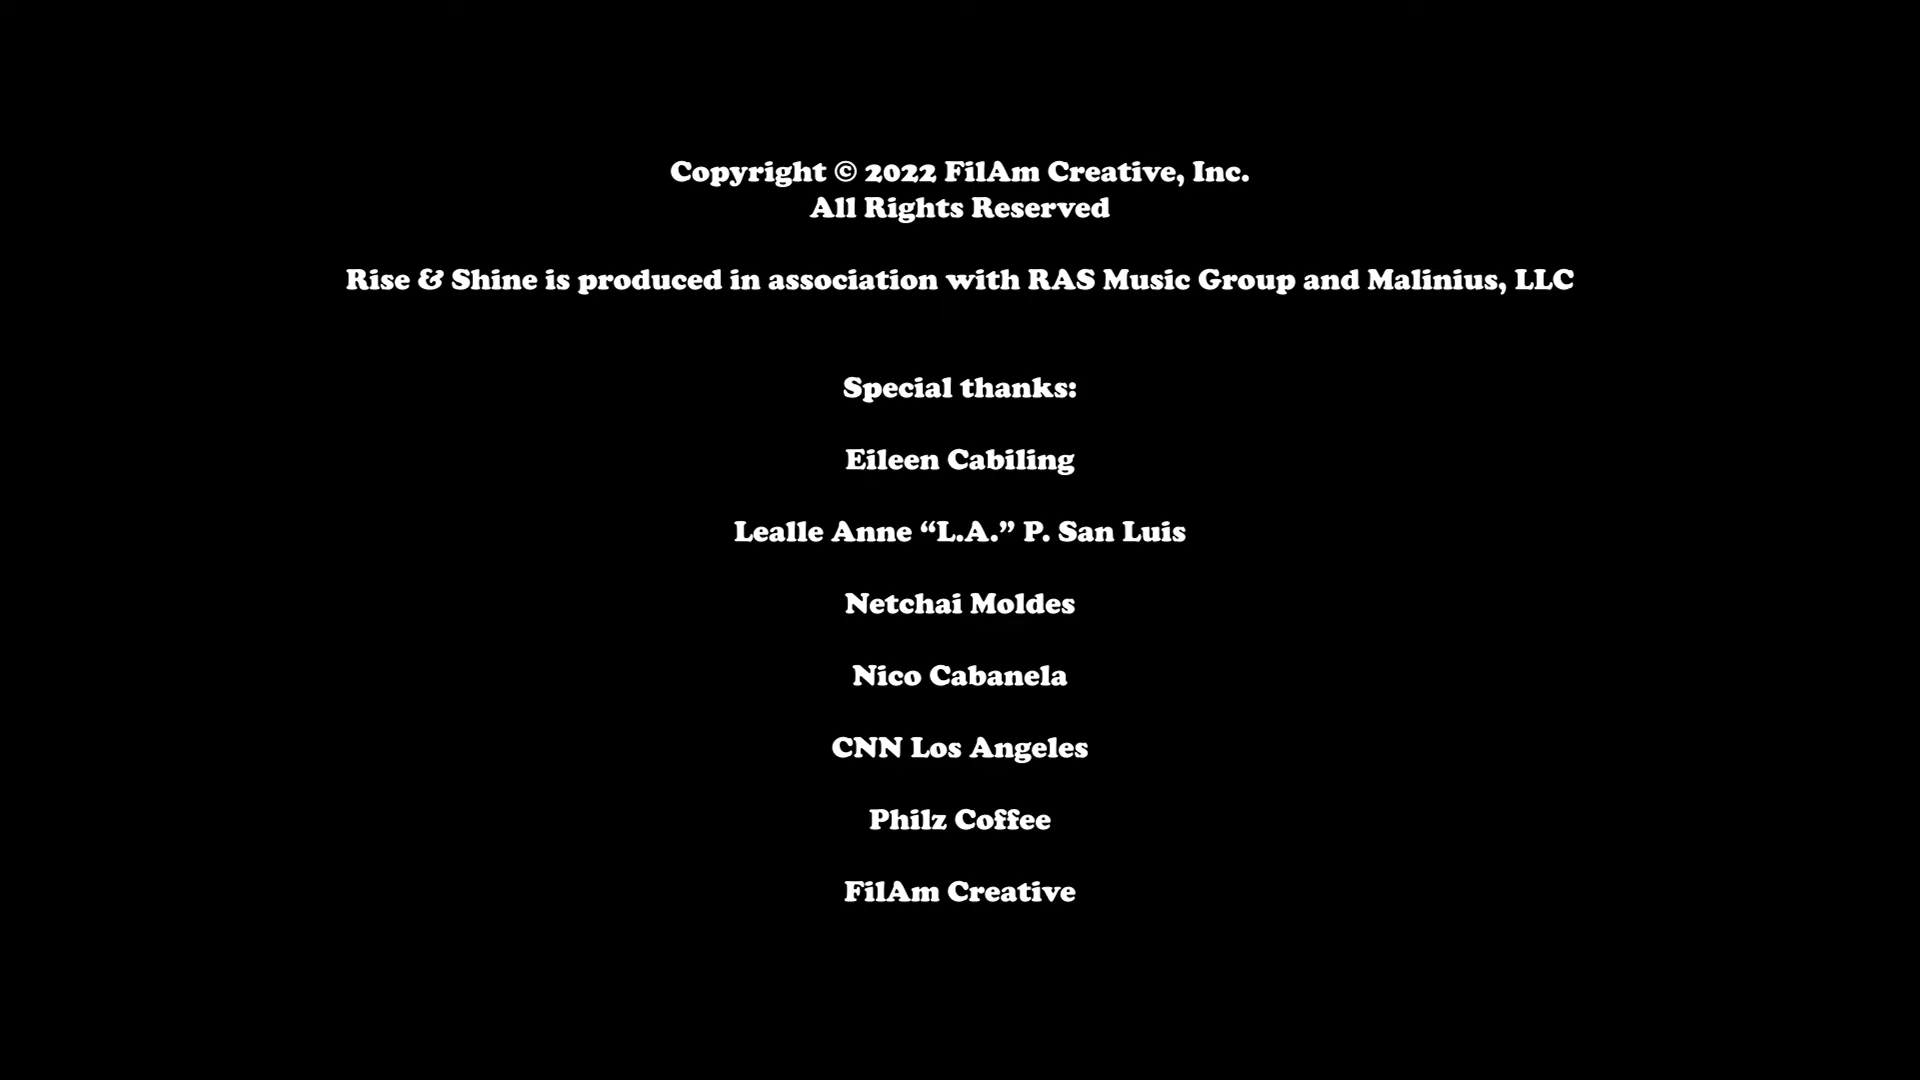 Copyright © 2022 FilAm Creative, Inc.
All Rights Reserved
Rise & Shine is produced in association with RAS Music Group and Malinius, LLC
Special thanks:
Eileen Cabiling
Lealle Anne “L.A.” P. San Luis
Netchai Moldes
Nico Cabanela
CNN Los Angeles
Philz Coffee
FilAm Creative